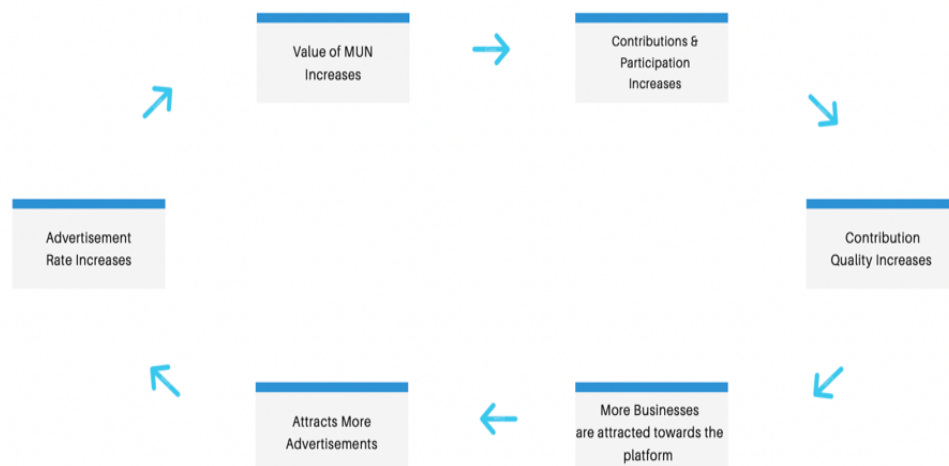 Value of MUN
Increases
Contributions &
Participation
Increases
Contribution
Quality Increases
More Businesses
are attracted towards the
platform
Attracts More
Advertisements
Advertisement
Rate Increases